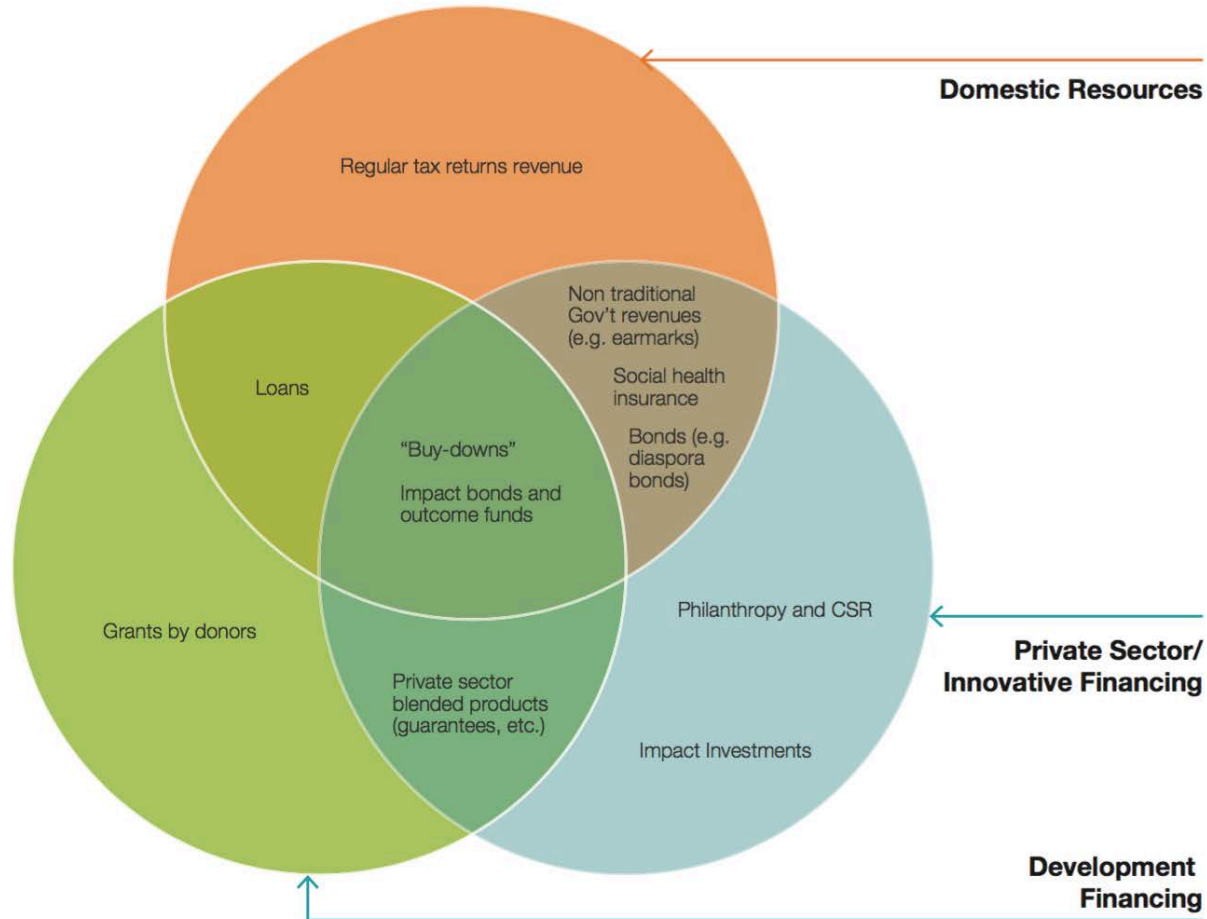 Domestic Resources
Regular tax returns revenue
Non traditional
Gov't revenues
(e.g. earmarks)
Social health
insurance
Bonds (e.g.
diaspora
bonds)
Loans
“Buy-downs”
Impact bonds and
outcome funds
Grants by donors
Philanthropy and CSR
Private Sector/
Innovative Financing
Private sector
blended products
(guarantees, etc.)
Impact Investments
Development
Financing